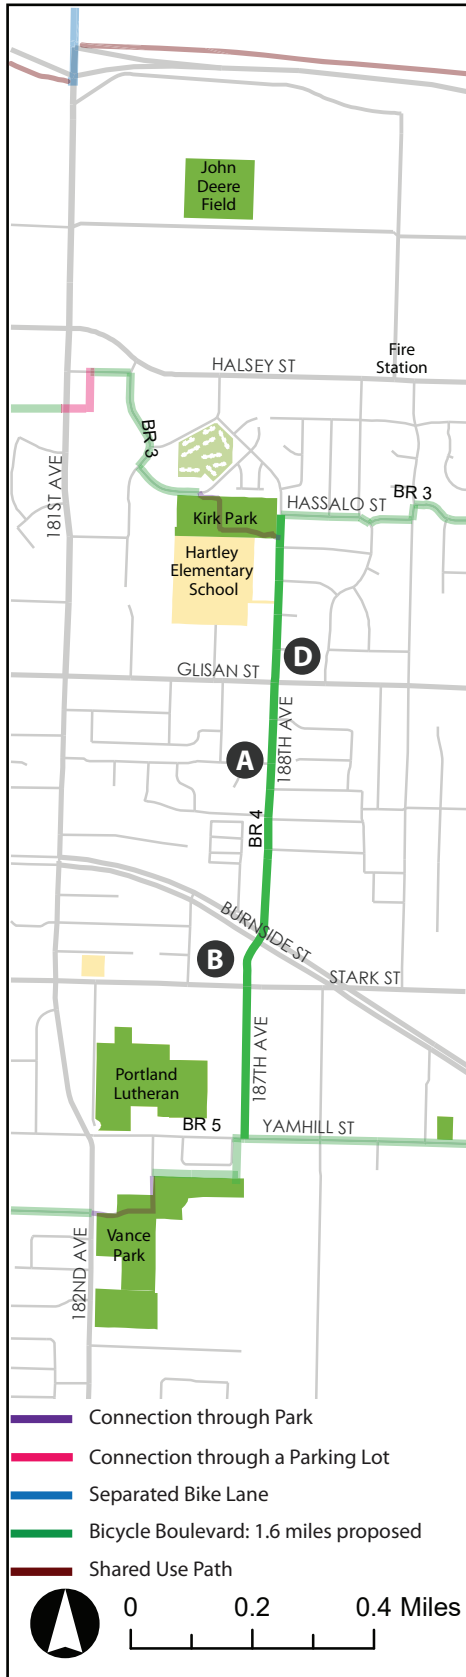 John
Deere
Field
HALSEY ST
Fire
Station
BR 3
181ST AVE
HASSALO ST
BR 3
Kirk Park
Hartley
Elementary
School
D
GLISAN ST
188TH AVE
A
BR 4
BURNSIDE ST
B
STARK ST
187TH AVE
Portland
Lutheran
BR 5
YAMHILL ST
182ND AVE
Vance
Park
Connection through Park
Connection through a Parking Lot
Separated Bike Lane
Bicycle Boulevard: 1.6 miles proposed
Shared Use Path
0 0.2 0.4 Miles